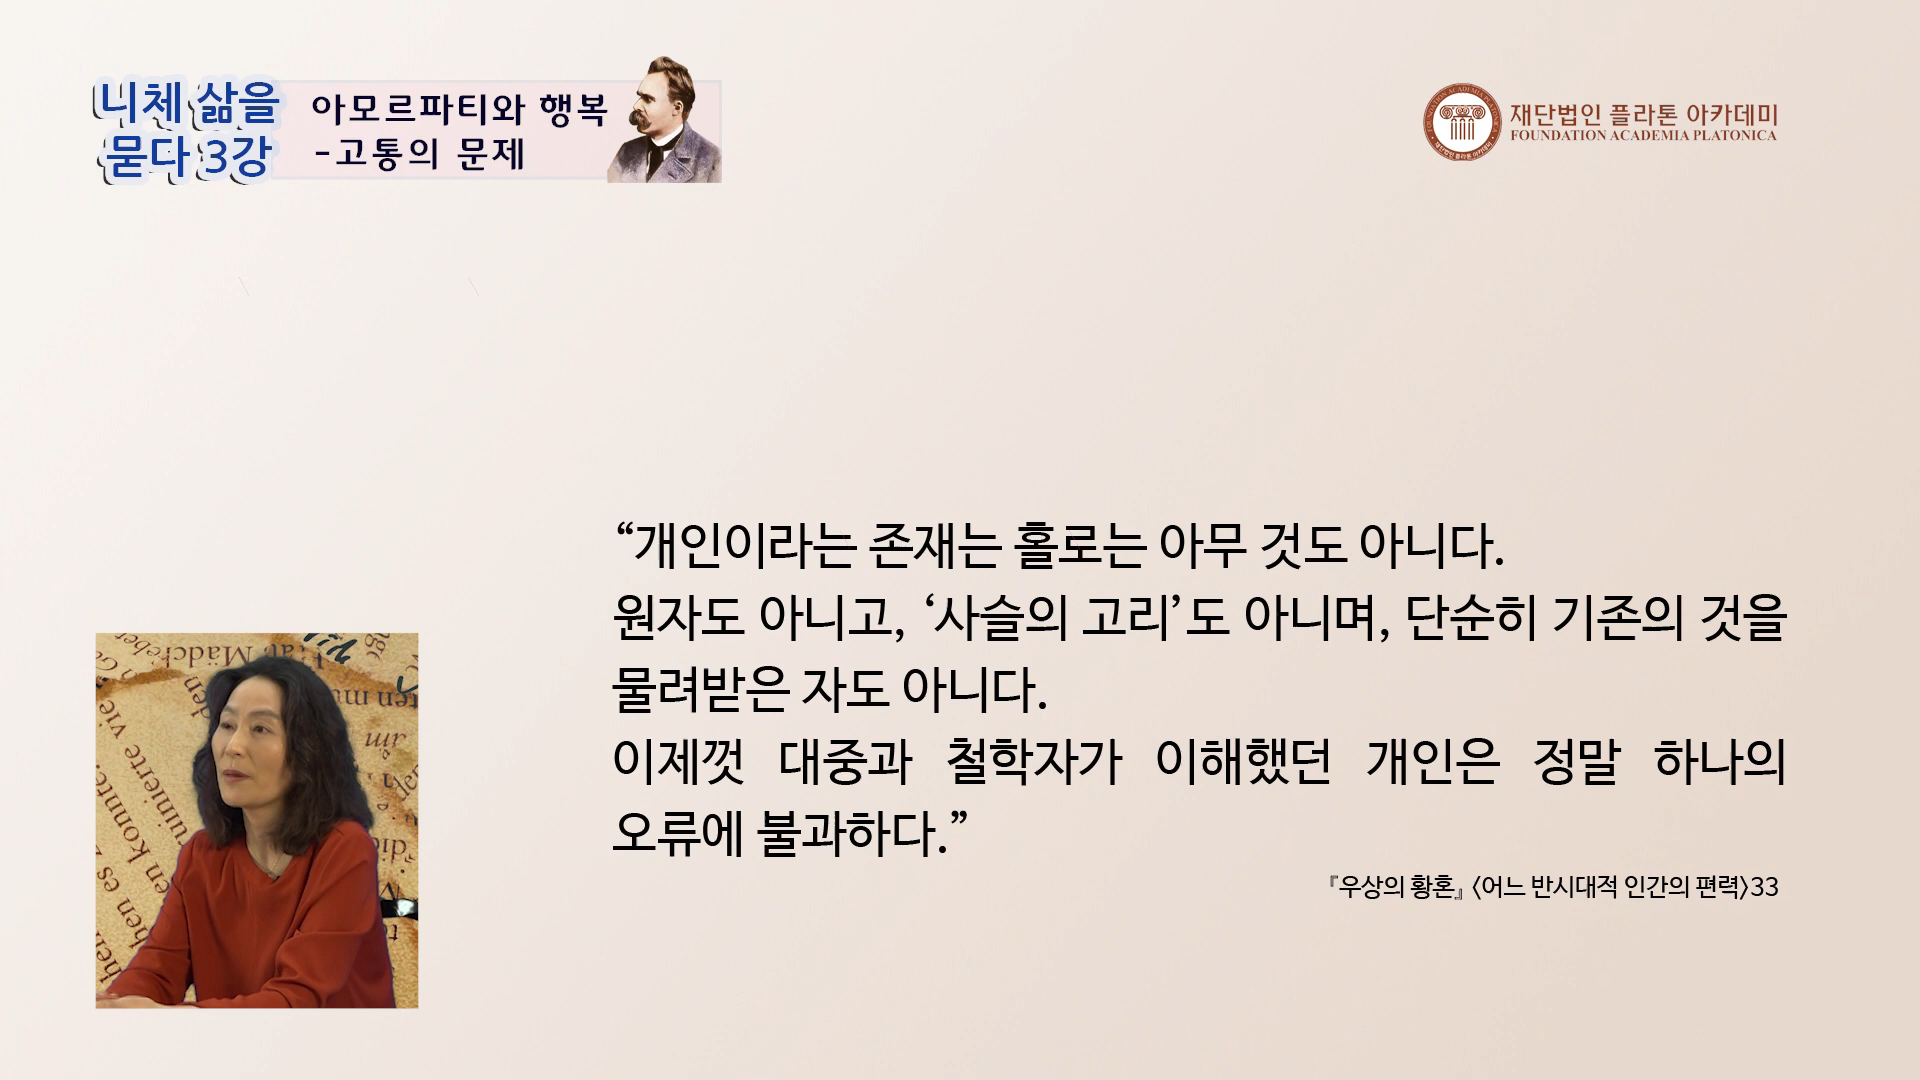 니체 삶을
묻다 3강
아모르파티와 행복
-고통의 문제
재단법인 플라톤 아카데미
FOUNDATION ACADEMIA PLATONICA
“개인이라는 존재는 홀로는 아무 것도 아니다.
원자도 아니고, ‘사슬의 고리’도 아니며, 단순히 기존의 것을
물려받은 자도 아니다.
이제껏 대중과 철학자가 이해했던 개인은 정말 하나의
오류에 불과하다.”
『우상의 황혼』 〈어느 반시대적 인간의 편력〉33